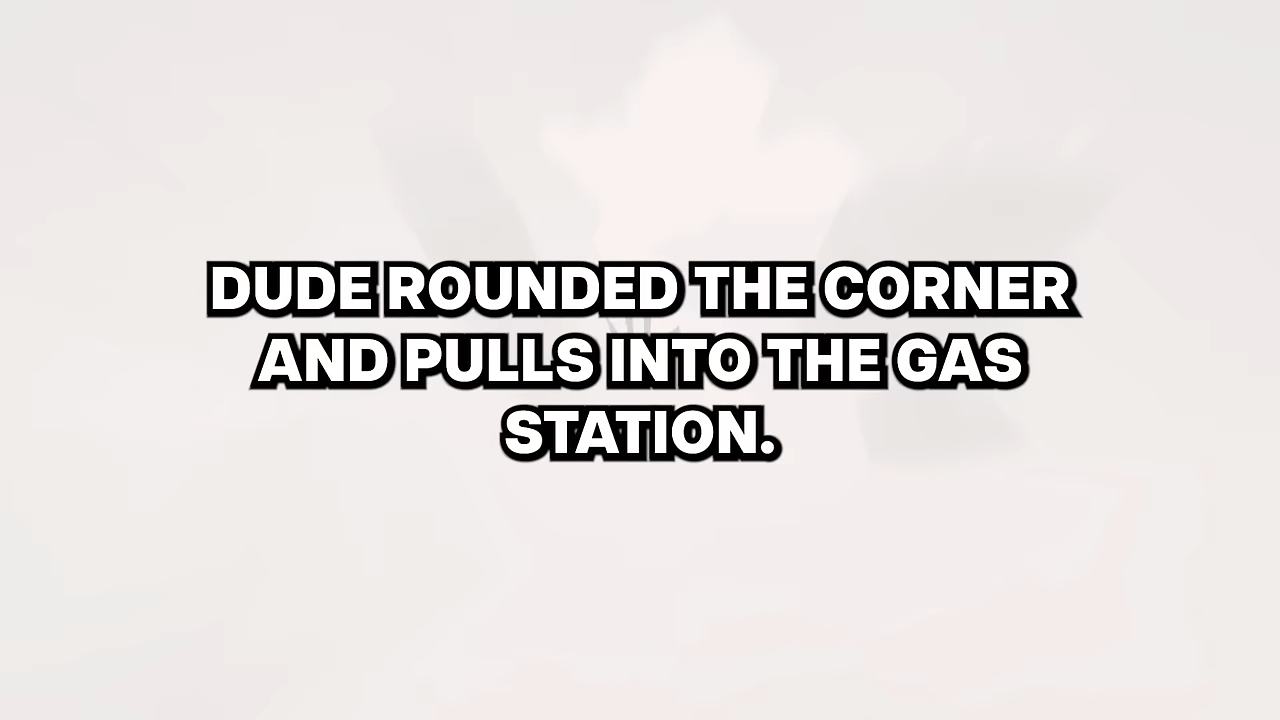 DUDE ROUNDED THE CORNER
AND PULLS INTO THE GAS
STATION.